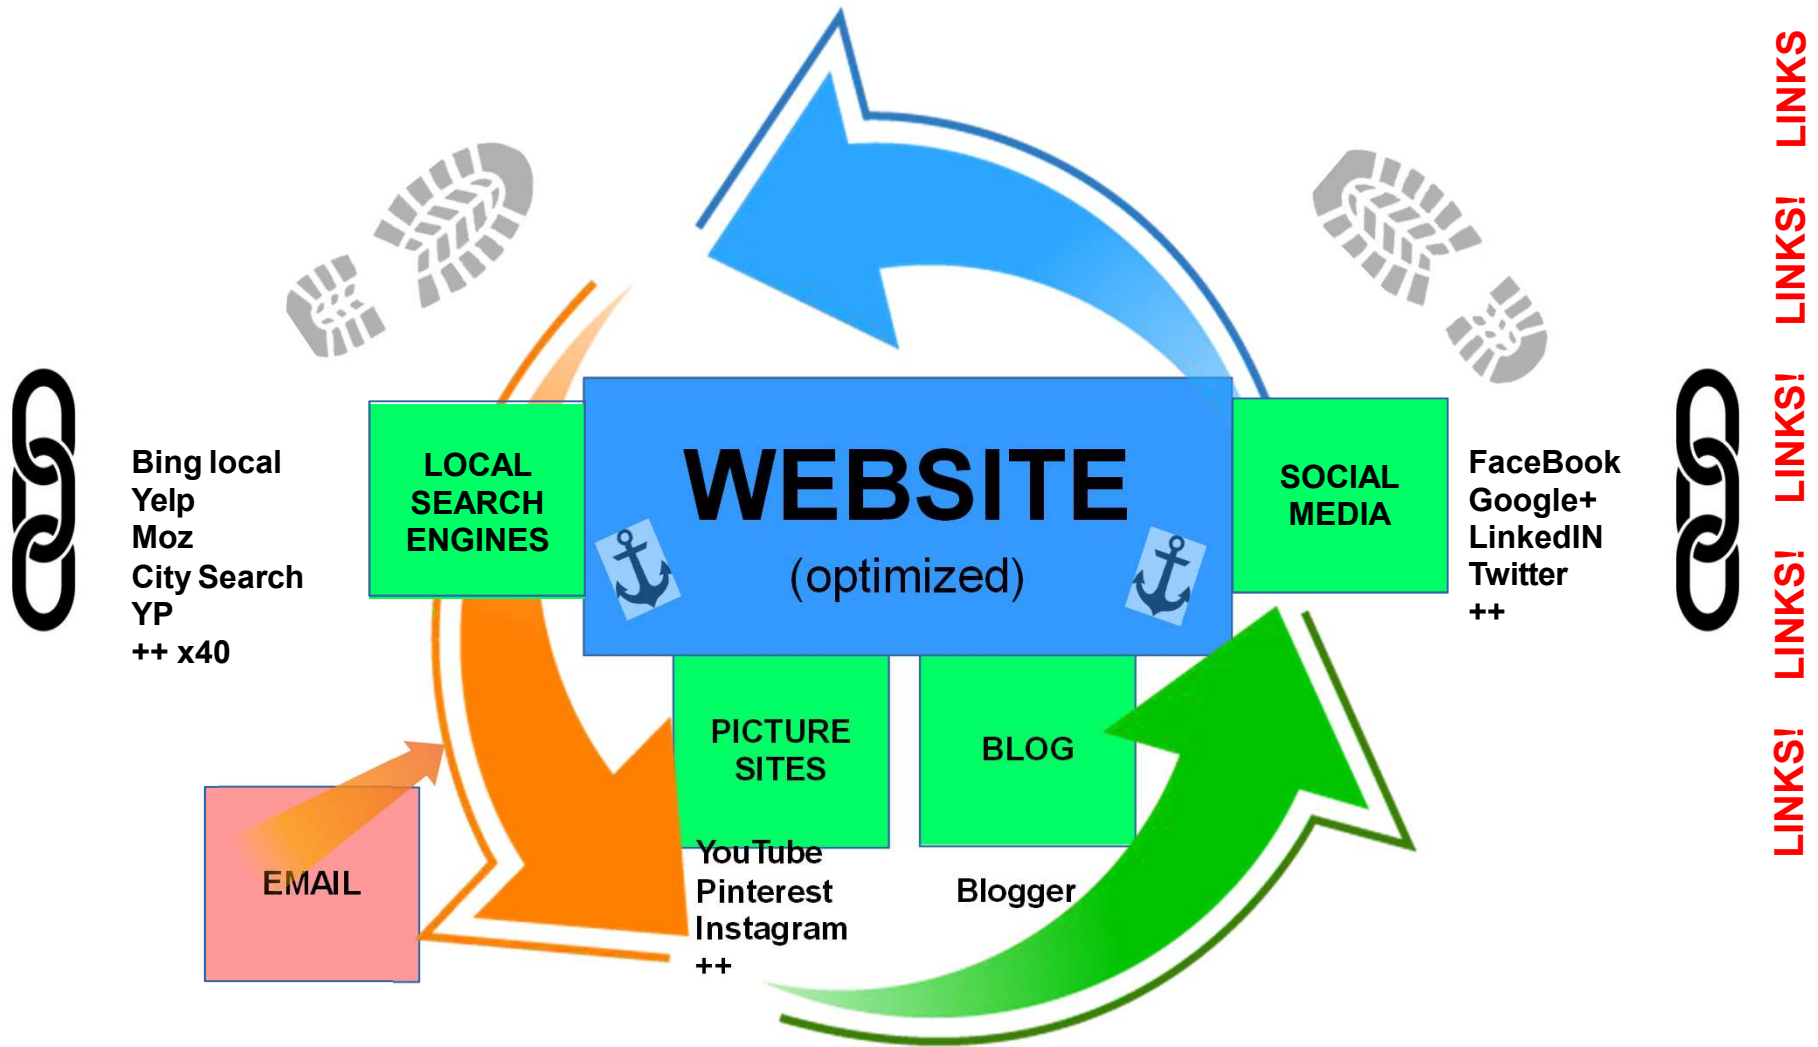 Bing local
Yelp
Moz
City Search
YP
++ x40
LOCAL
SEARCH
ENGINES
WEBSITE
(optimized)
SOCIAL
MEDIA
FaceBook
Google+
LinkedIN
Twitter
++
PICTURE
SITES
YouTube
Pinterest
Instagram
++
BLOG
Blogger
EMAIL
LINKS! LINKS! LINKS! LINKS! LINKS